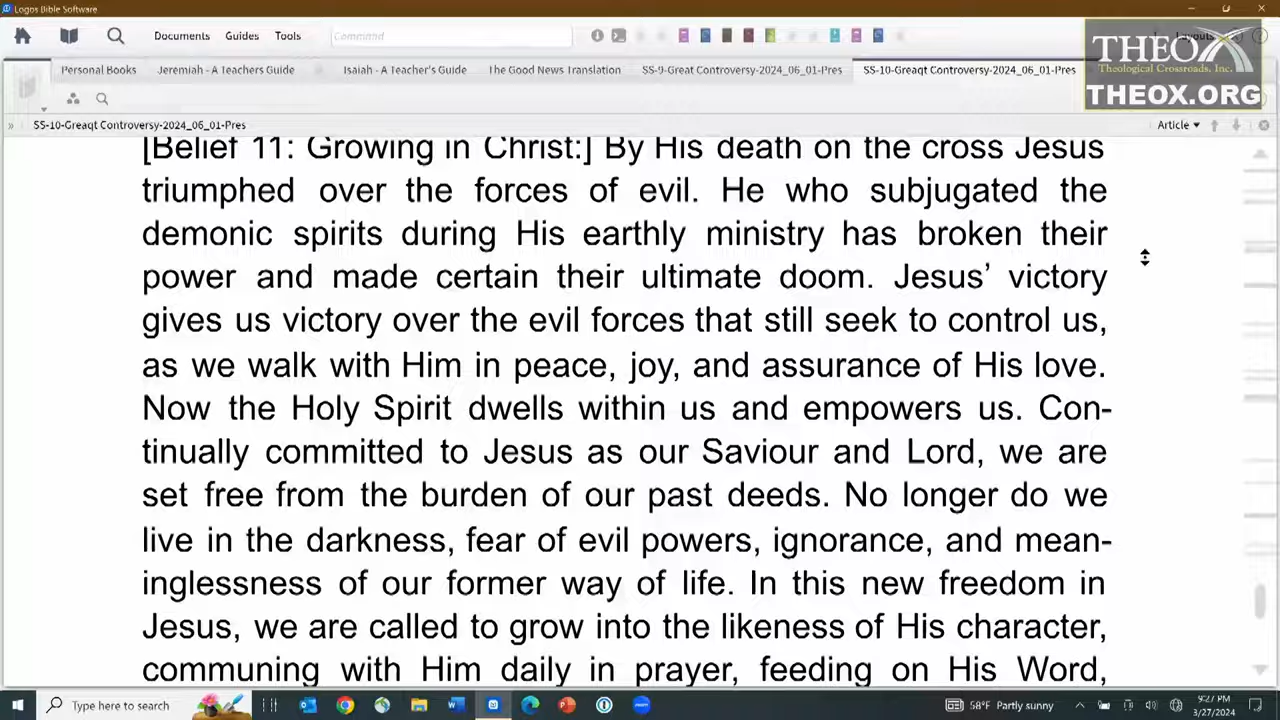 Logos Bible Software
Documents Guides Tools Command
THEOX
Theological Crossroads, Inc.
THEOX.ORG
Personal Books Jeremiah - A Teachers Guide Isaiah - A The God News Translation SS-9-Great Controversy-2024_06_01-Pres SS-10-Greaqt Controversy-2024_06_01-Pres
» SS-10-Greaqt Controversy-2024_06_01-Pres Article
[Belief 11: Growing in Christ:] By His death on the cross Jesus
triumphed over the forces of evil. He who subjugated the
demonic spirits during His earthly ministry has broken their
power and made certain their ultimate doom. Jesus’ victory
gives us victory over the evil forces that still seek to control us,
as we walk with Him in peace, joy, and assurance of His love.
Now the Holy Spirit dwells within us and empowers us. Con-
tinually committed to Jesus as our Saviour and Lord, we are
set free from the burden of our past deeds. No longer do we
live in the darkness, fear of evil powers, ignorance, and mean-
inglessness of our former way of life. In this new freedom in
Jesus, we are called to grow into the likeness of His character,
communing with Him daily in prayer, feeding on His Word,
Type here to search 58°F Partly sunny 9:27 PM
3/27/2024